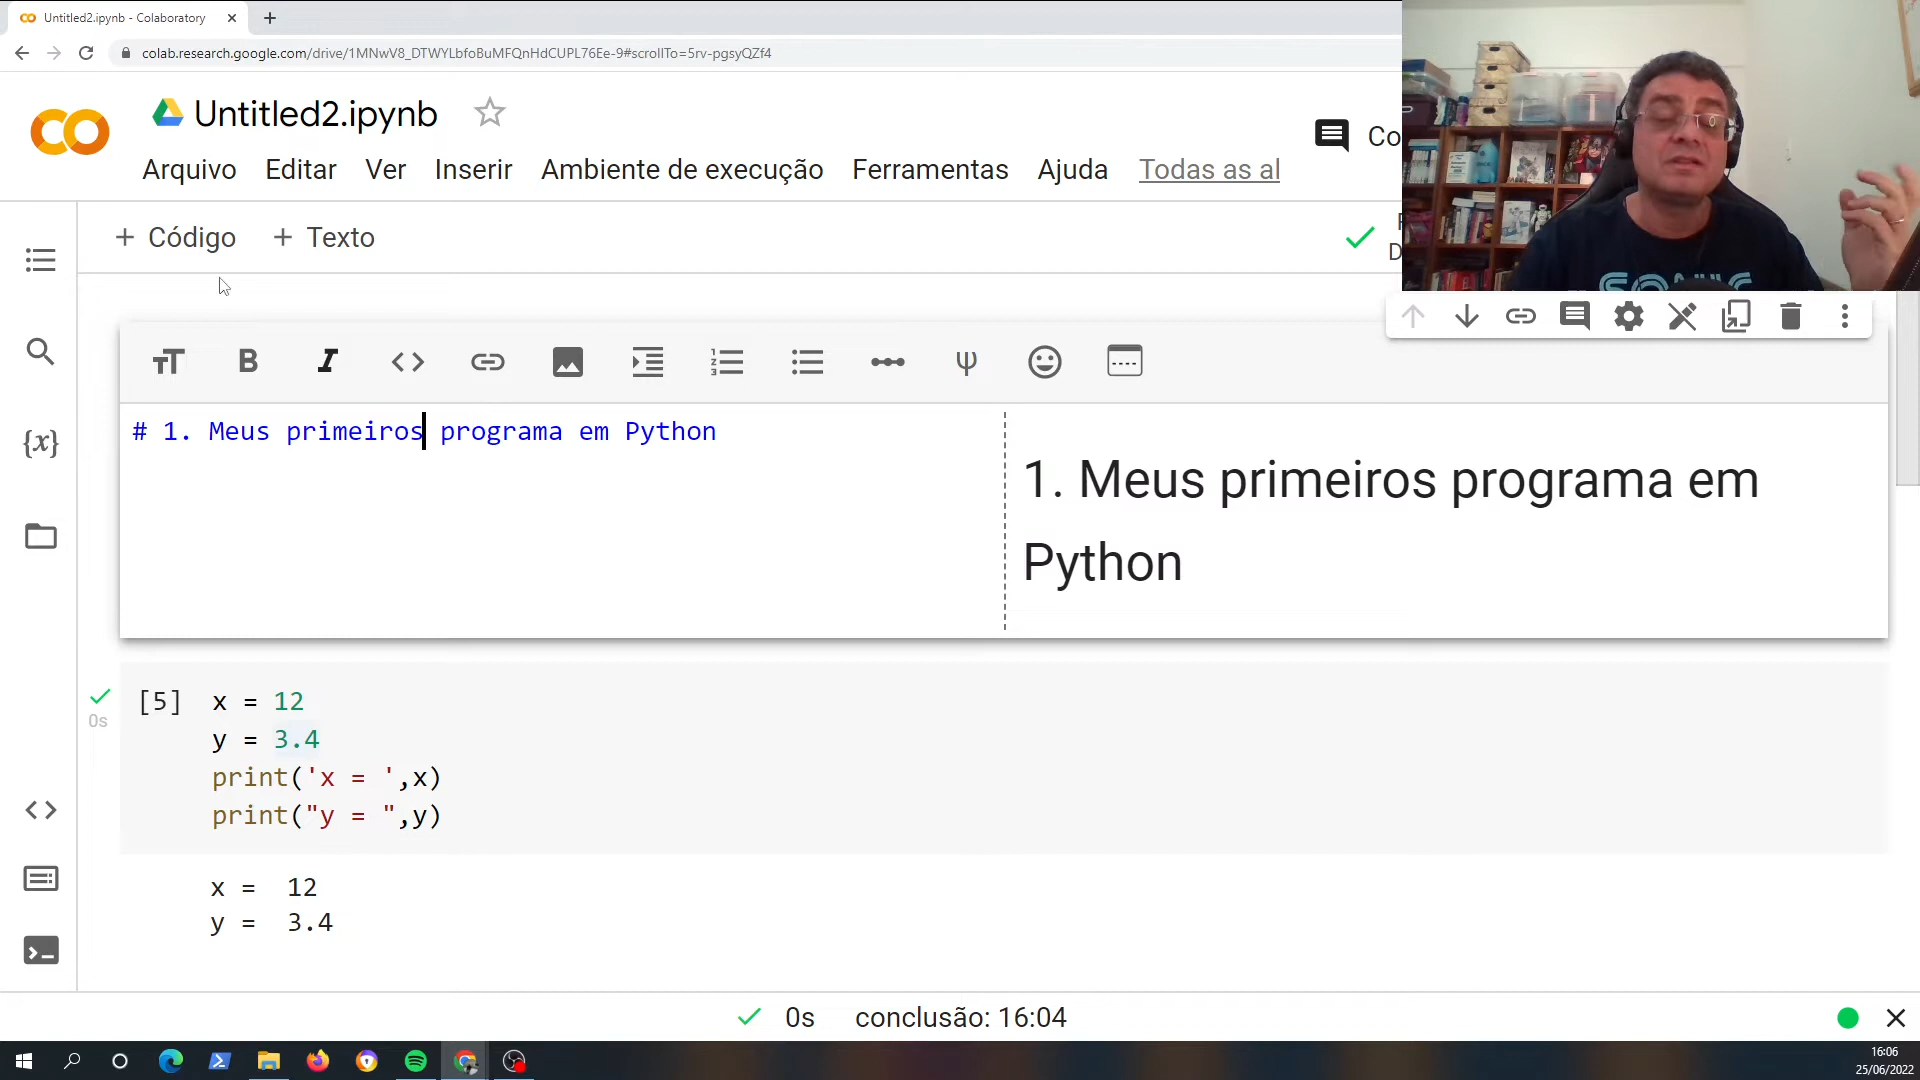 Untitled2.ipynb - Colaboratory
colab.research.google.com/drive/1MNwV8_DTWYLbfoBuMFQnHdCUPL76Ee-9#scrollTo=5rv-pgsyQZf4
Untitled2.ipynb
Co
Arquivo Editar Ver Inserir Ambiente de execução Ferramentas Ajuda Todas as al
+ Código + Texto
D
# 1. Meus primeiros programa em Python
1. Meus primeiros programa em
Python
[5] x = 12
0s
y = 3.4
print('x = ',x)
print("y = ",y)
x =  12
y =  3.4
0s conclusão: 16:04
16:06
25/06/2022